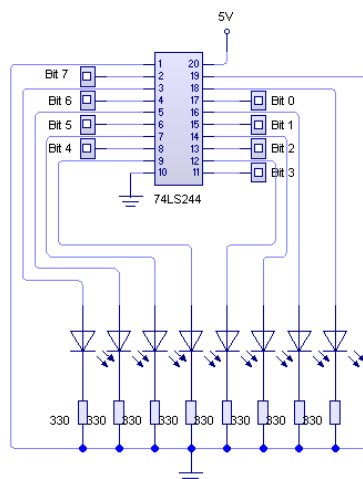 5V
1 20
Bit 7 2 19
3 18
Bit 6 4 17 Bit 0
5 16
Bit 5 6 15 Bit 1
7 14
Bit 4 8 13 Bit 2
9 12
10 11 Bit 3
74LS244
330 330 330 330 330 330 330 330